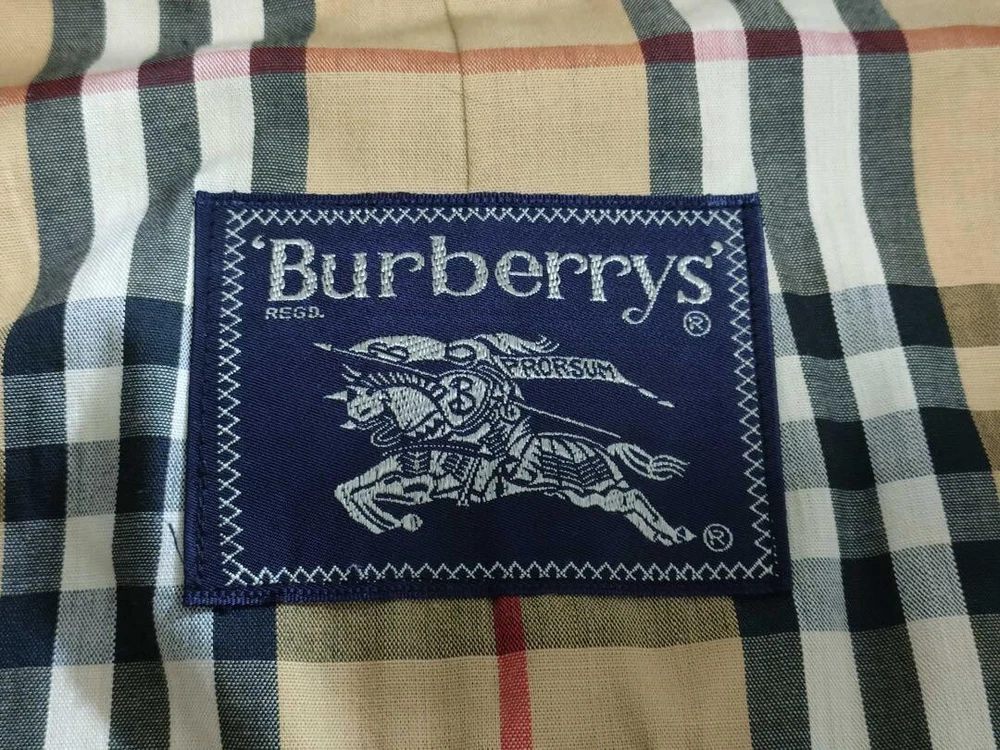 'Burberrys'
REGD. ®
PRORSUM
B
®